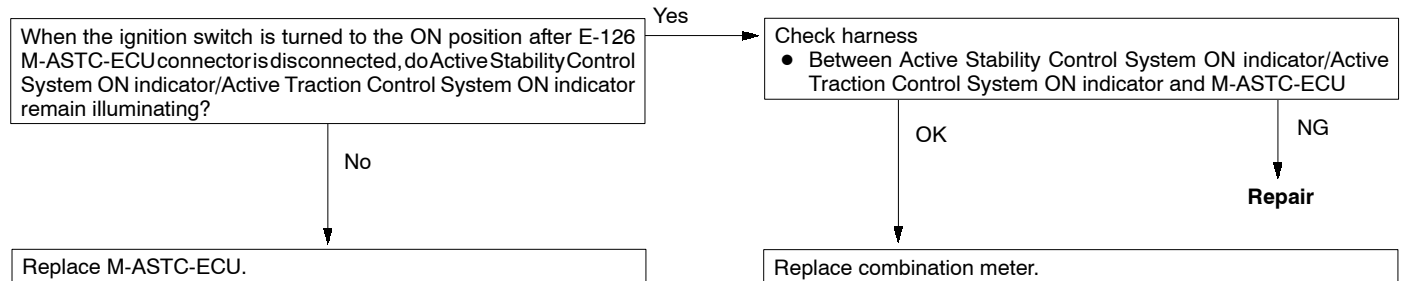 When the ignition switch is turned to the ON position after E-126
M-ASTC-ECU connector is disconnected, do Active Stability Control
System ON indicator/Active Traction Control System ON indicator
remain illuminating?
Yes
Check harness
● Between Active Stability Control System ON indicator/Active
Traction Control System ON indicator and M-ASTC-ECU
No
OK
NG
Repair
Replace M-ASTC-ECU.
Replace combination meter.